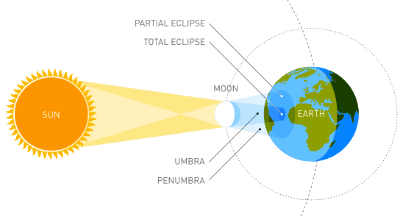 PARTIAL ECLIPSE
TOTAL ECLIPSE
MOON
SUN
EARTH
UMBRA
PENUMBRA